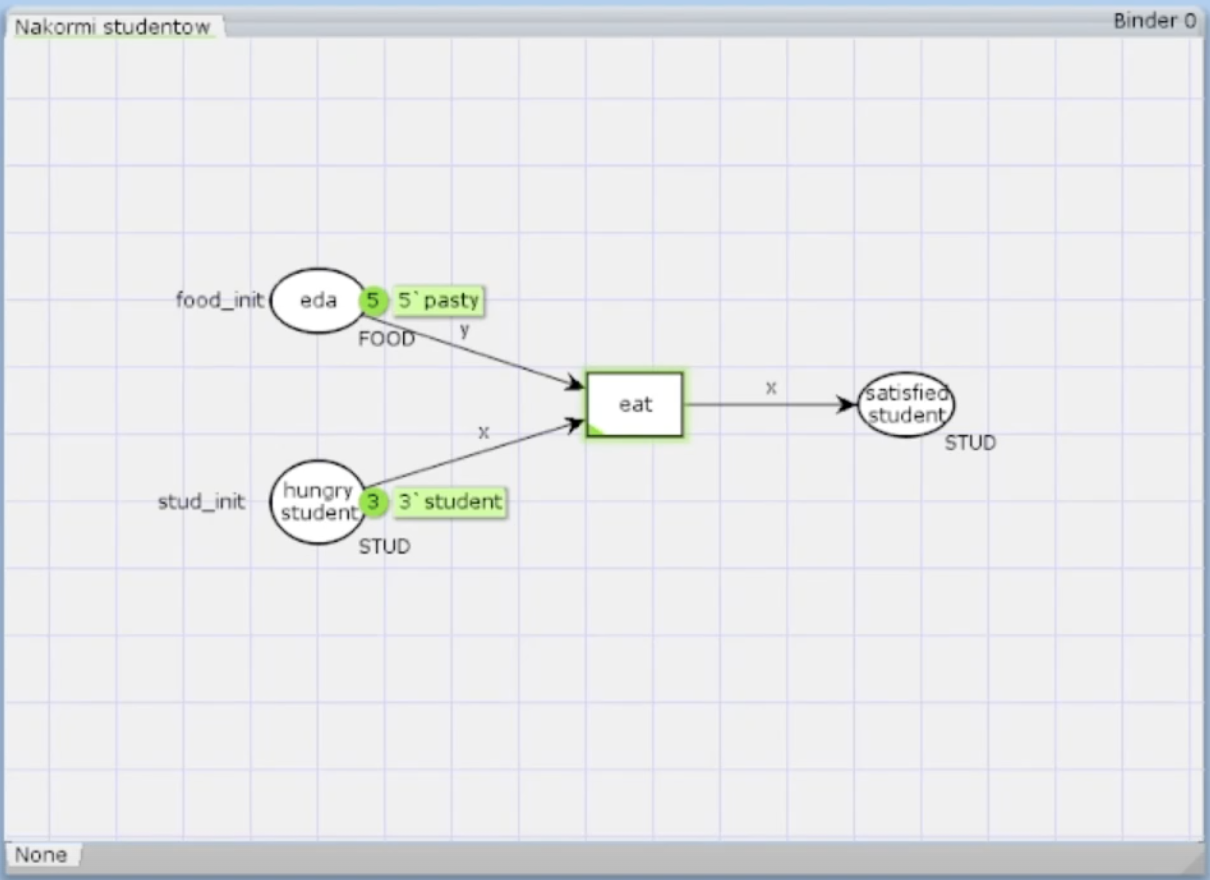 Nakormi studentow
Binder 0
food_init
eda
5
5`pasty
FOOD
y
eat
x
satisfied
student
STUD
x
stud_init
hungry
student
3
3`student
STUD
None